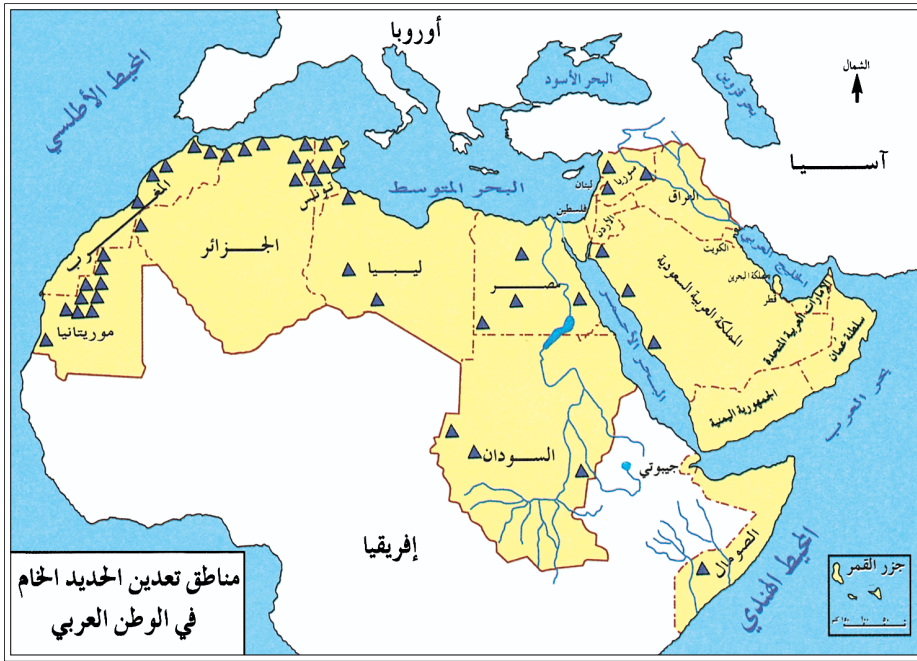 أوروبا
المحيط الأطلسي
البحر الأسود
بحر قزوين
الشمال
آسيا
البحر المتوسط
لبنان
سوريا
فلسطين
العراق
الأردن
الكويت
الخليج العربي
مملكة البحرين
قطر
الإمارات العربية المتحدة
سلطنة عمان
المملكة العربية السعودية
الجمهورية اليمنية
بحر العرب
البحر الأحمر
المغرب
الجزائر
تونس
ليبيا
مصر
موريتانيا
السودان
جيبوتي
الصومال
إفريقيا
المحيط الهندي
جزر القمر
مناطق تعدين الحديد الخام
في الوطن العربي